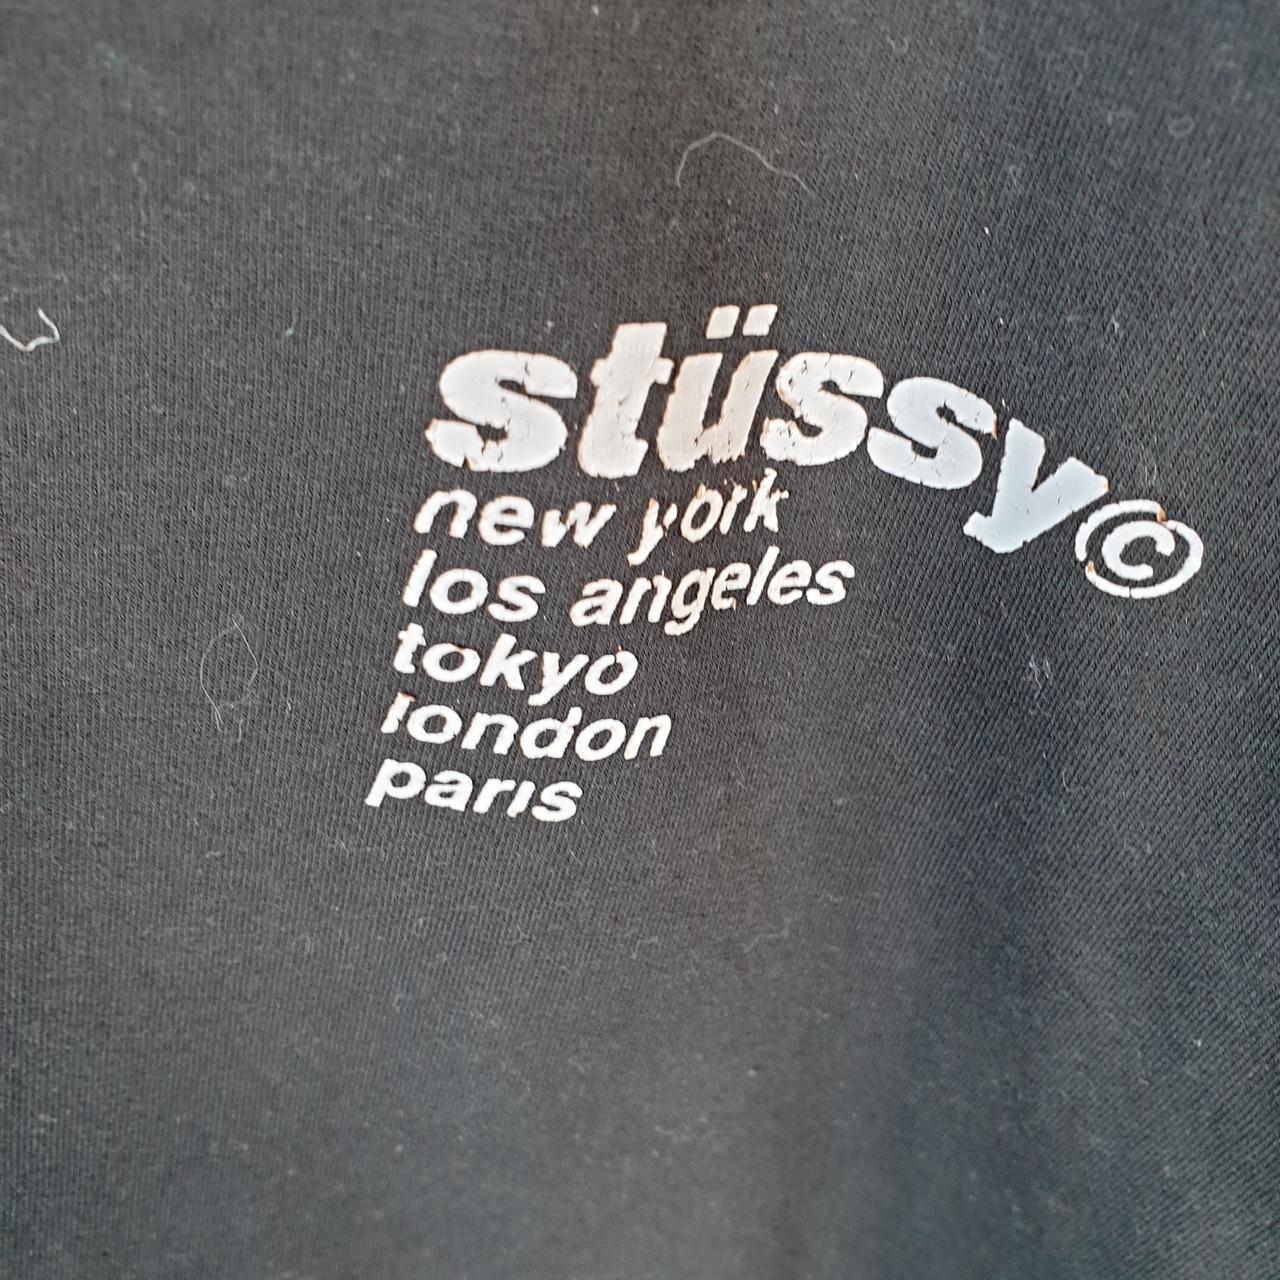 stüssy©
new york
los angeles
tokyo
london
paris